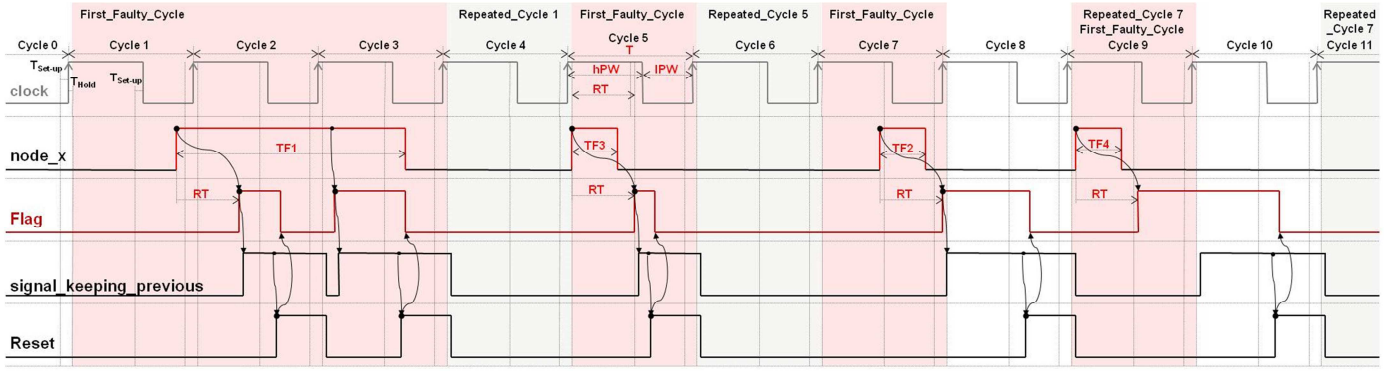 First_Faulty_Cycle
Repeated_Cycle 1
First_Faulty_Cycle
Repeated_Cycle 5
First_Faulty_Cycle
Repeated_Cycle 7
First_Faulty_Cycle
Repeated
_Cycle 7
Cycle 0
Cycle 1
Cycle 2
Cycle 3
Cycle 4
Cycle 5
Cycle 6
Cycle 7
Cycle 8
Cycle 9
Cycle 10
Cycle 11
T
TSet-up
THold
TSet-up
hPW
lPW
clock
RT
node_x
TF1
TF3
TF2
TF4
RT
RT
RT
RT
Flag
signal_keeping_previous
Reset